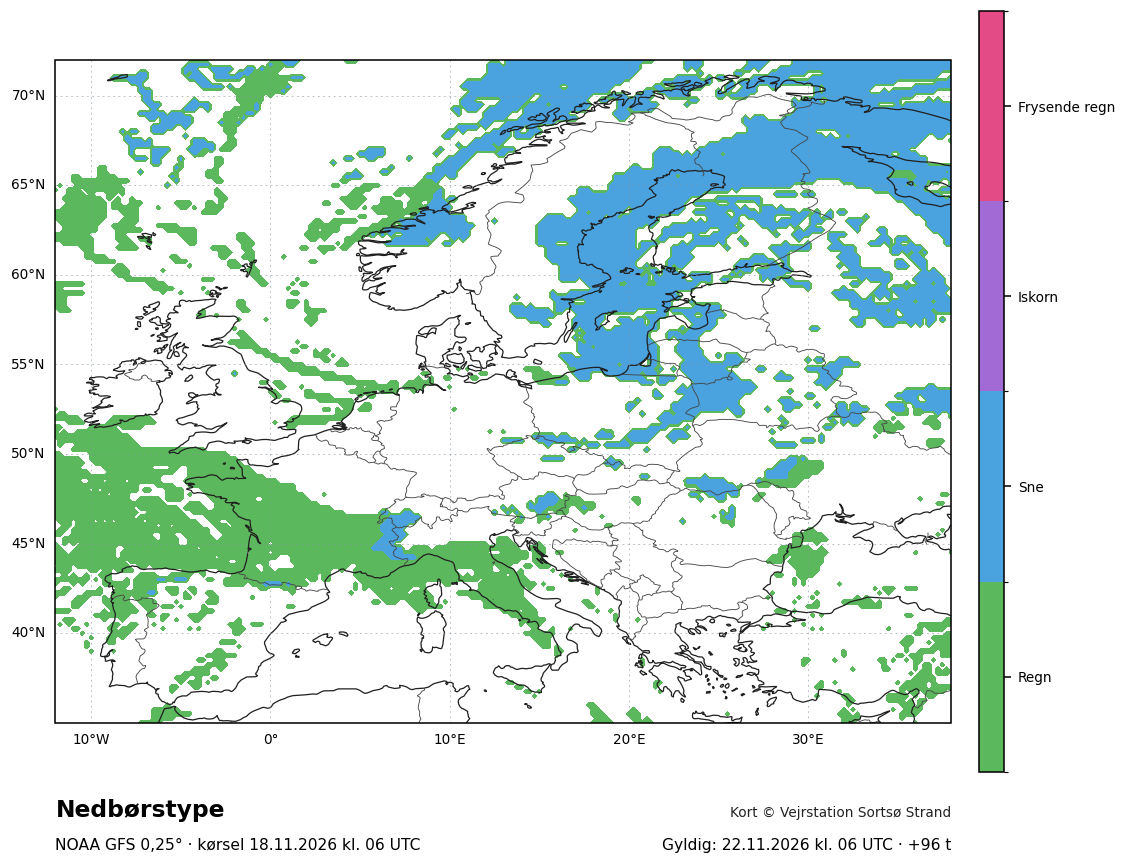 70°N
65°N
60°N
55°N
50°N
45°N
40°N
10°W
0°
10°E
20°E
30°E
Frysende regn
Iskorn
Sne
Regn
Nedbørstype
Kort © Vejrstation Sortsø Strand
NOAA GFS 0,25° · kørsel 18.11.2026 kl. 06 UTC
Gyldig: 22.11.2026 kl. 06 UTC · +96 t